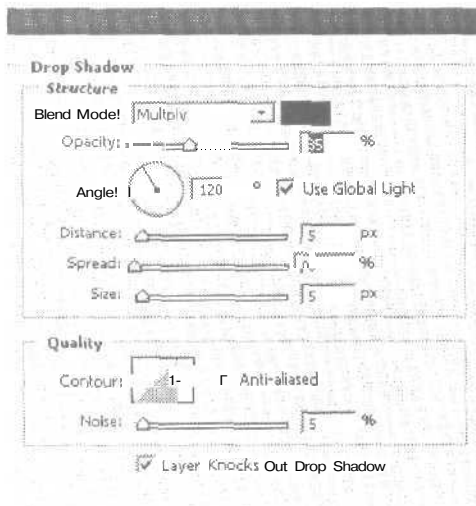 Drop Shadow
Structure
Blend Mode! Multiply
Opacity: 35 %
Angle! 120 ° Use Global Light
Distance: 5 px
Spread: %
Size: 5 px
Quality
Contour: Anti-aliased
Noise: 5 %
Layer Knocks Out Drop Shadow